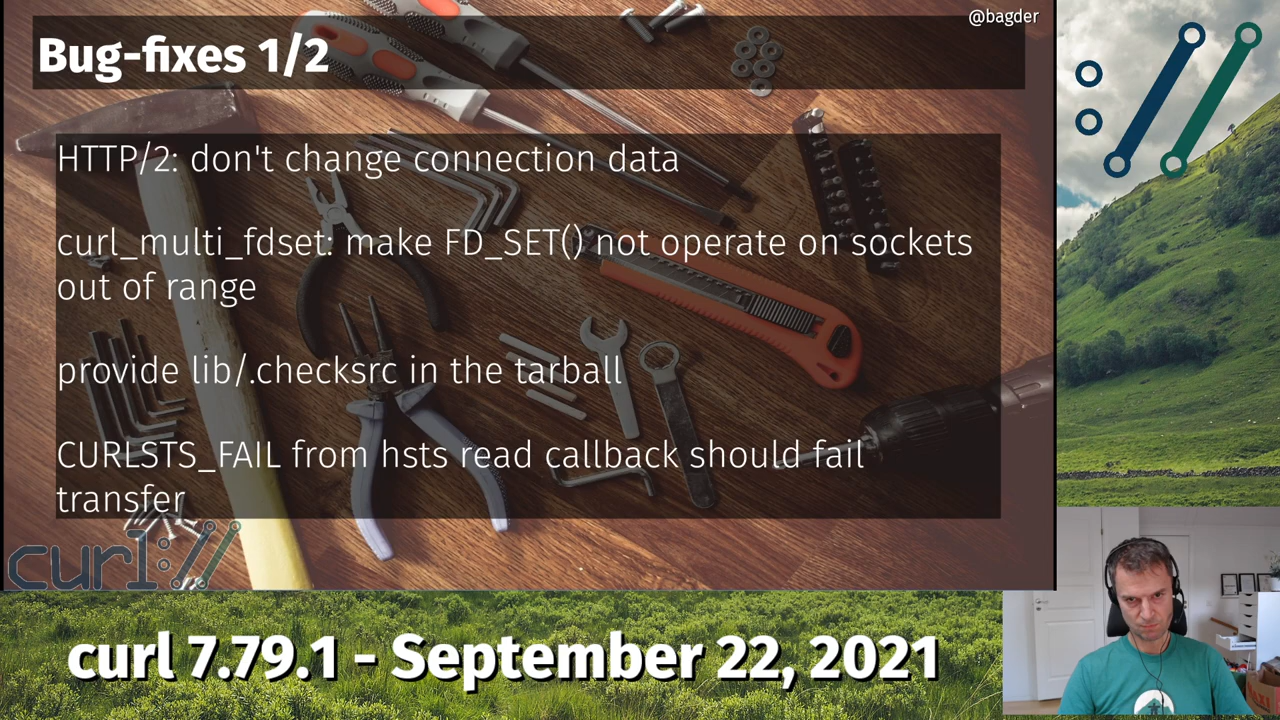 @bagder
Bug-fixes 1/2
HTTP/2: don't change connection data
curl_multi_fdset: make FD_SET() not operate on sockets
out of range
provide lib/.checksrc in the tarball
CURLSTS_FAIL from hsts read callback should fail
transfer
curl://
curl 7.79.1 - September 22, 2021